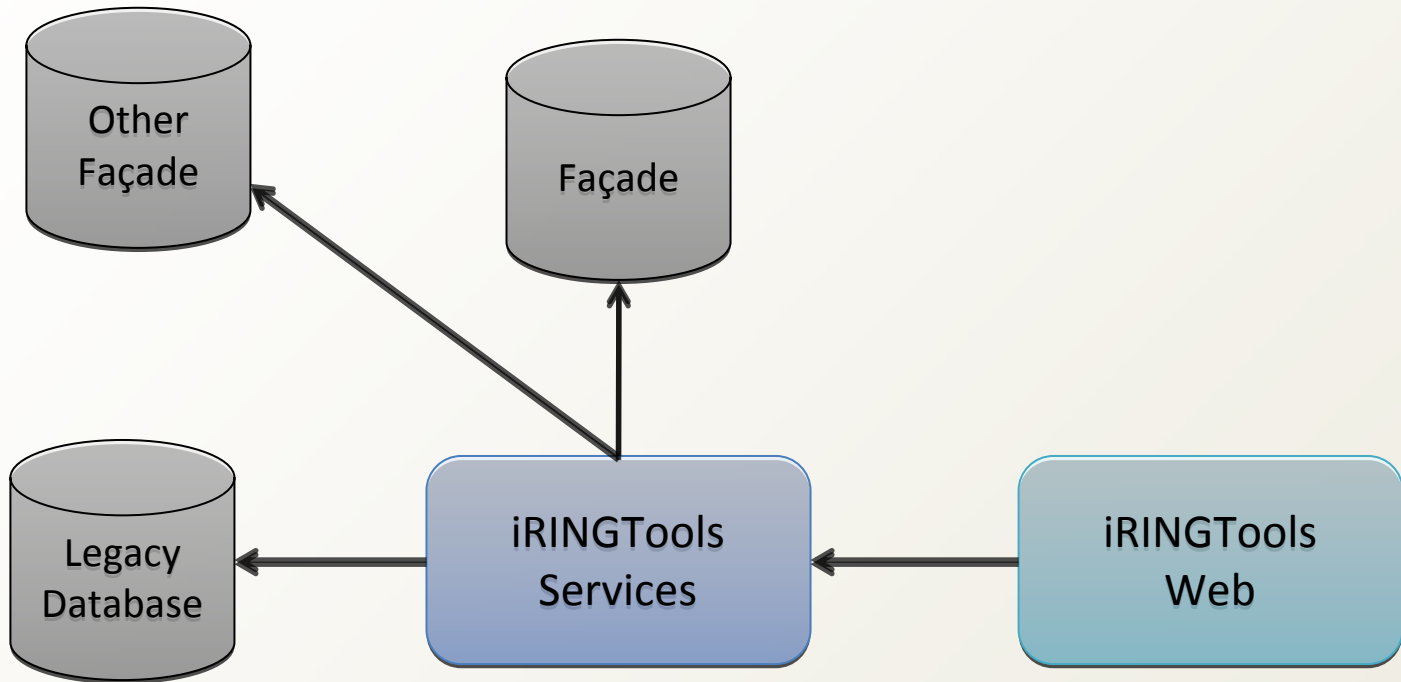 Other
Façade
Façade
Legacy
Database
iRINGTools
Services
iRINGTools
Web